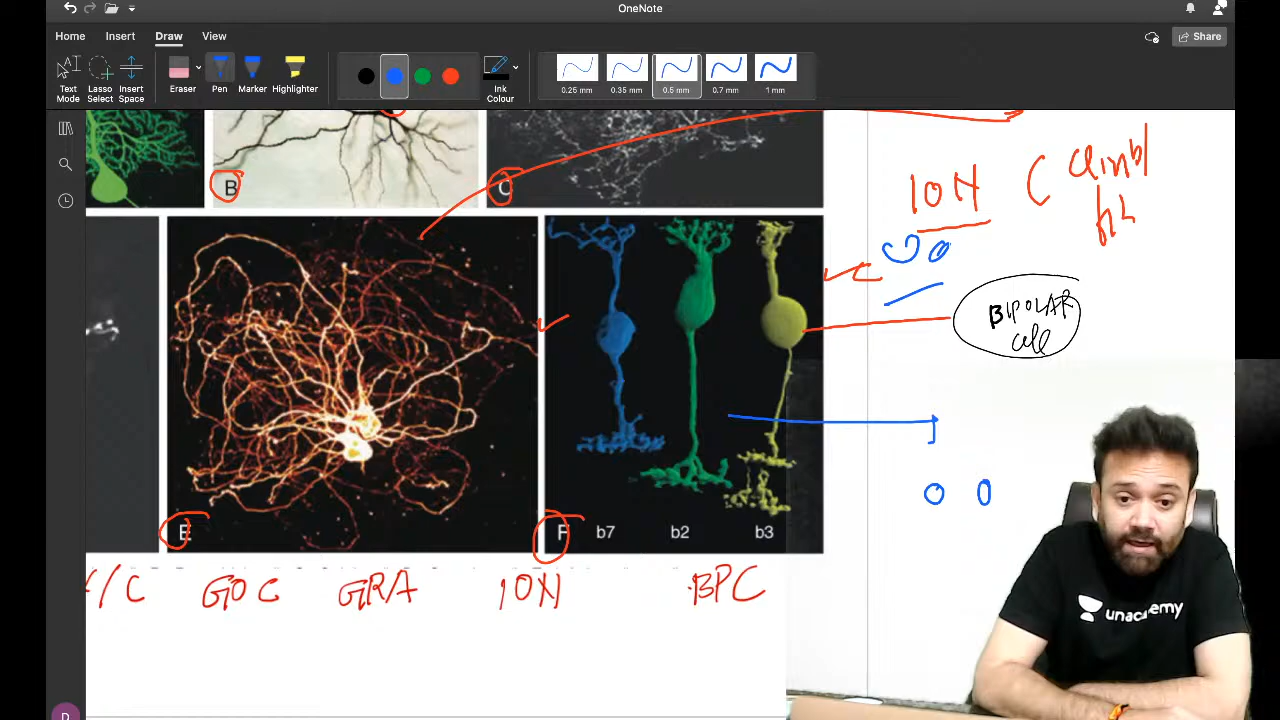 OneNote
Home Insert Draw View
Share
Text Mode
Lasso Select
Insert Space
Eraser
Pen
Marker
Highlighter
Ink Colour
0.25 mm
0.35 mm
0.5 mm
0.7 mm
1 mm
B
C
ION
BIPOLAR
cell
E
F
b7 b2 b3
/C GOC GRA ION BPC
unacademy
D